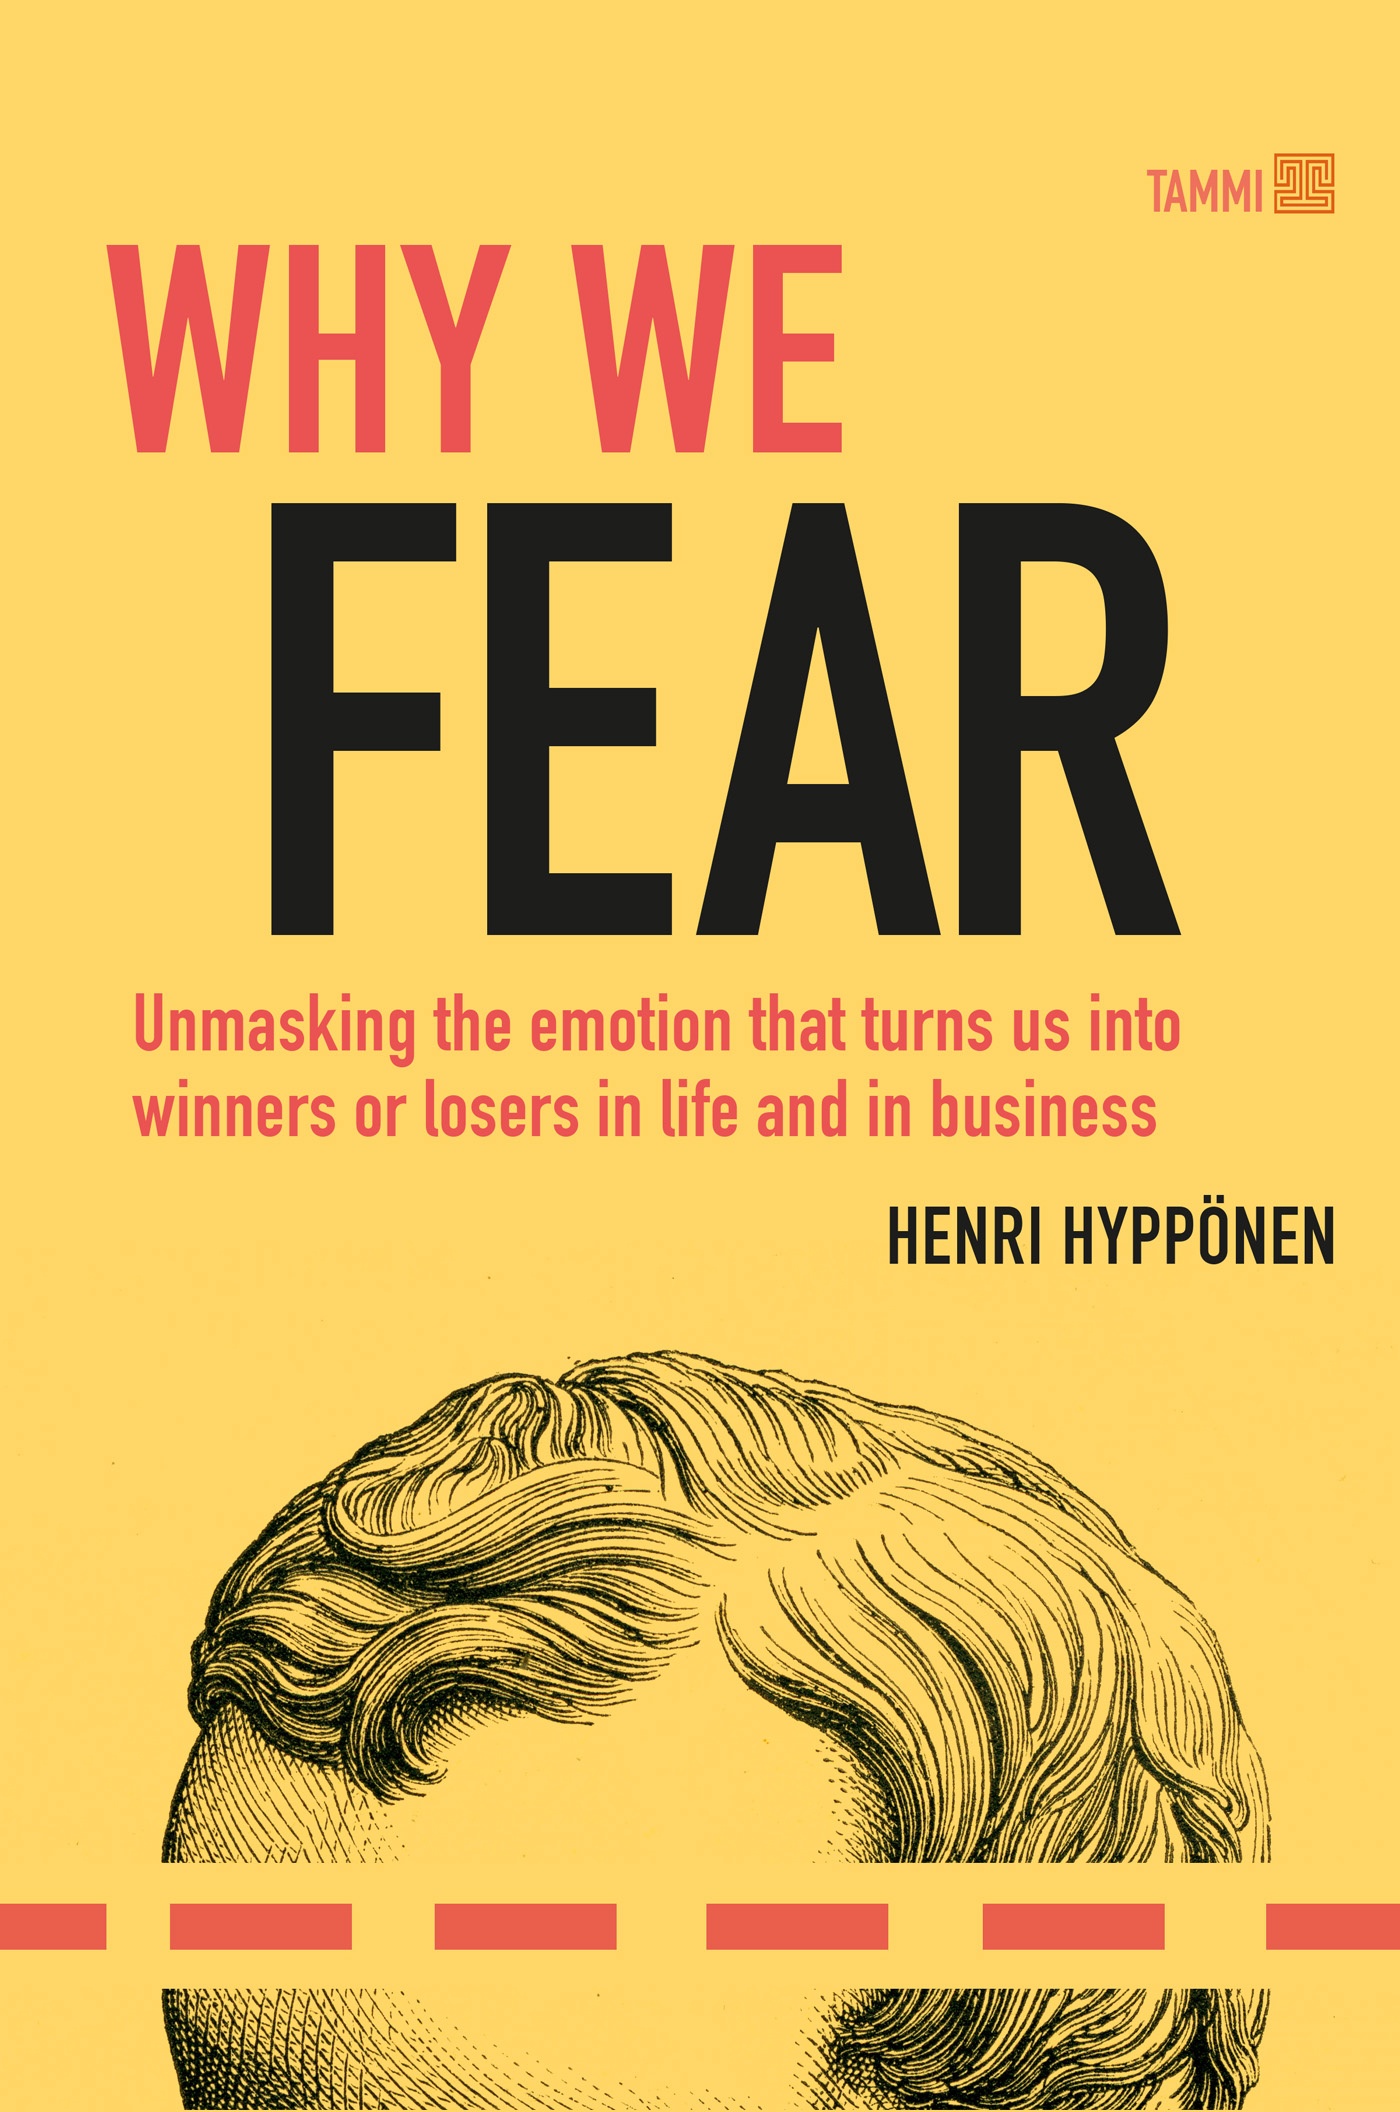 TAMMI
WHY WE
FEAR
Unmasking the emotion that turns us into
winners or losers in life and in business
HENRI HYPPÖNEN